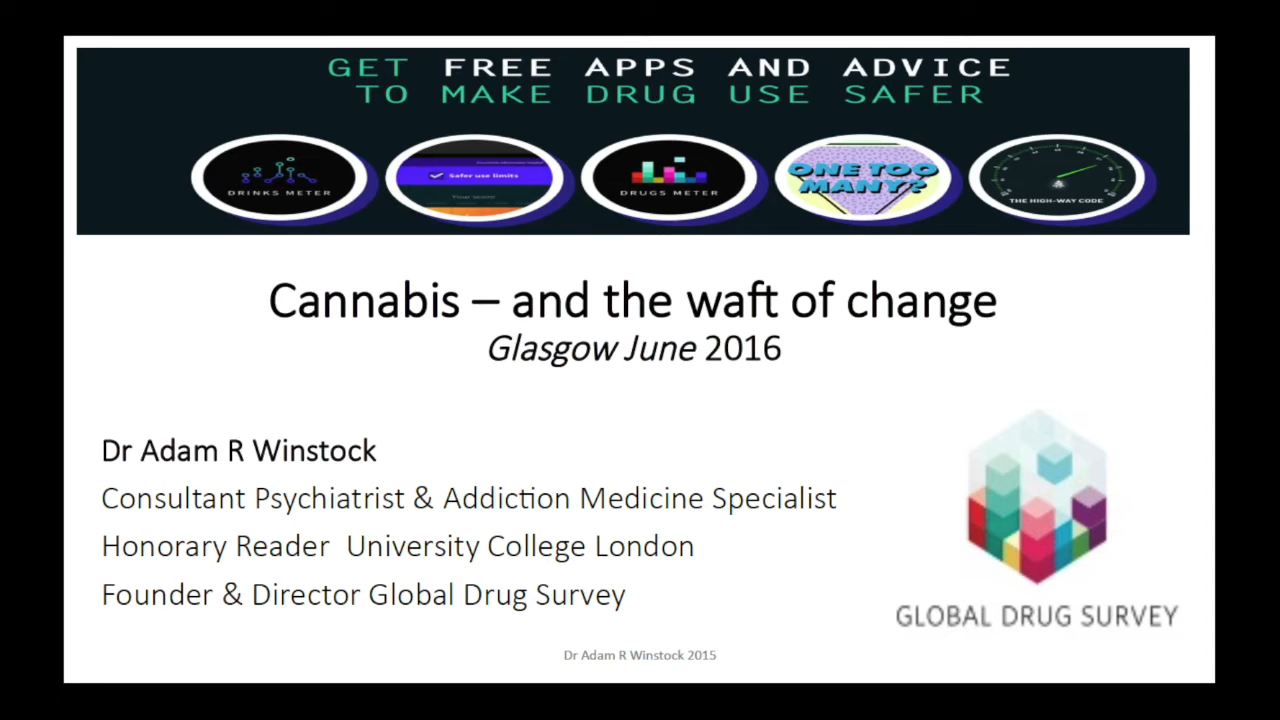 GET FREE APPS AND ADVICE
TO MAKE DRUG USE SAFER
DRINKS METER
Safer use limits
Your score
DRUGS METER
ONE TOO
MANY?
THE HIGH-WAY CODE
Cannabis – and the waft of change
Glasgow June 2016
Dr Adam R Winstock
Consultant Psychiatrist & Addiction Medicine Specialist
Honorary Reader University College London
Founder & Director Global Drug Survey
GLOBAL DRUG SURVEY
Dr Adam R Winstock 2015